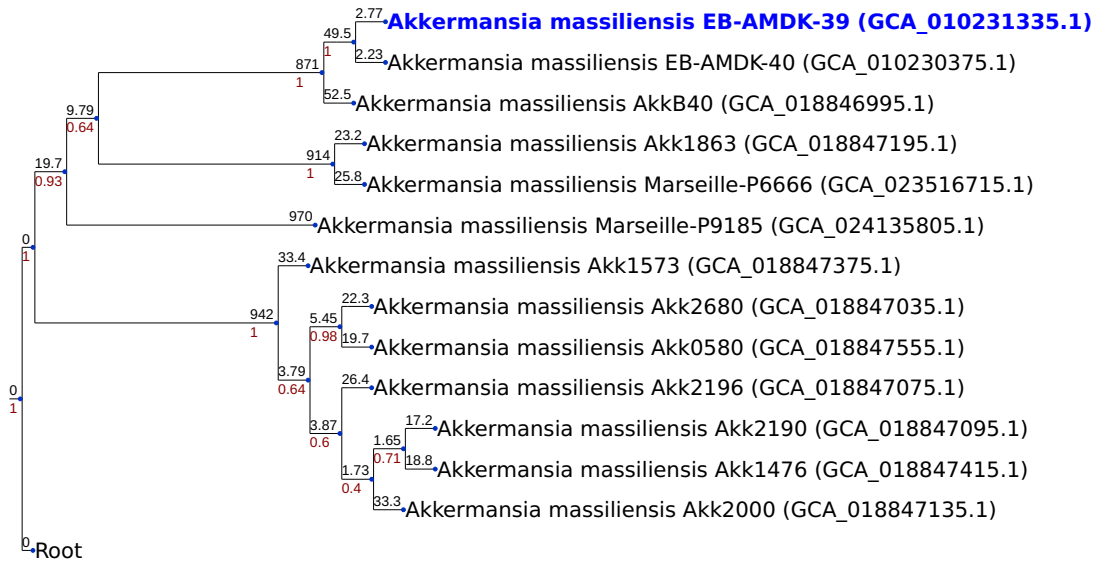 2.77
Akkermansia massiliensis EB-AMDK-39 (GCA_010231335.1)
49.5
1
2.23
Akkermansia massiliensis EB-AMDK-40 (GCA_010230375.1)
871
1
52.5
Akkermansia massiliensis AkkB40 (GCA_018846995.1)
9.79
0.64
23.2
Akkermansia massiliensis Akk1863 (GCA_018847195.1)
914
1
25.8
Akkermansia massiliensis Marseille-P6666 (GCA_023516715.1)
19.7
0.93
970
Akkermansia massiliensis Marseille-P9185 (GCA_024135805.1)
0
1
33.4
Akkermansia massiliensis Akk1573 (GCA_018847375.1)
942
1
22.3
Akkermansia massiliensis Akk2680 (GCA_018847035.1)
5.45
0.98
19.7
Akkermansia massiliensis Akk0580 (GCA_018847555.1)
3.79
0.64
26.4
Akkermansia massiliensis Akk2196 (GCA_018847075.1)
0
1
3.87
0.6
17.2
Akkermansia massiliensis Akk2190 (GCA_018847095.1)
1.65
0.71
18.8
Akkermansia massiliensis Akk1476 (GCA_018847415.1)
1.73
0.4
33.3
Akkermansia massiliensis Akk2000 (GCA_018847135.1)
0
Root